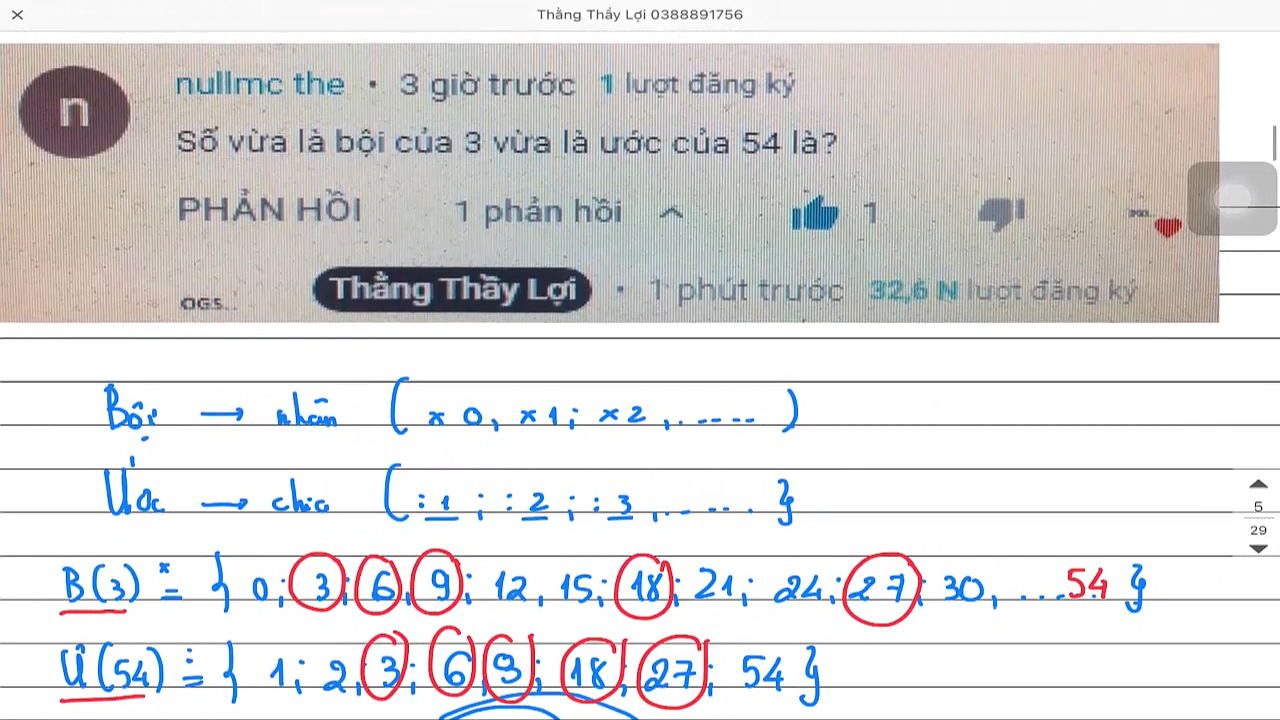 Thằng Thầy Lợi 0388891756
n
nullmc the • 3 giờ trước 1 lượt đăng ký
Số vừa là bội của 3 vừa là ước của 54 là?
PHẢN HỒI 1 phản hồi 1
OGS.. Thằng Thầy Lợi • 1 phút trước 32,6 N lượt đăng ký
Bội → nhân ( x 0, x 1; x 2, ...... )
Ước → chia ( : 1 ; : 2 ; : 3 , ...... }
5
29
B(3) = { 0; 3; 6; 9; 12, 15; 18; 21; 24; 27; 30, ... 54 }
Ư(54) = { 1; 2; 3; 6; 9; 18; 27; 54 }